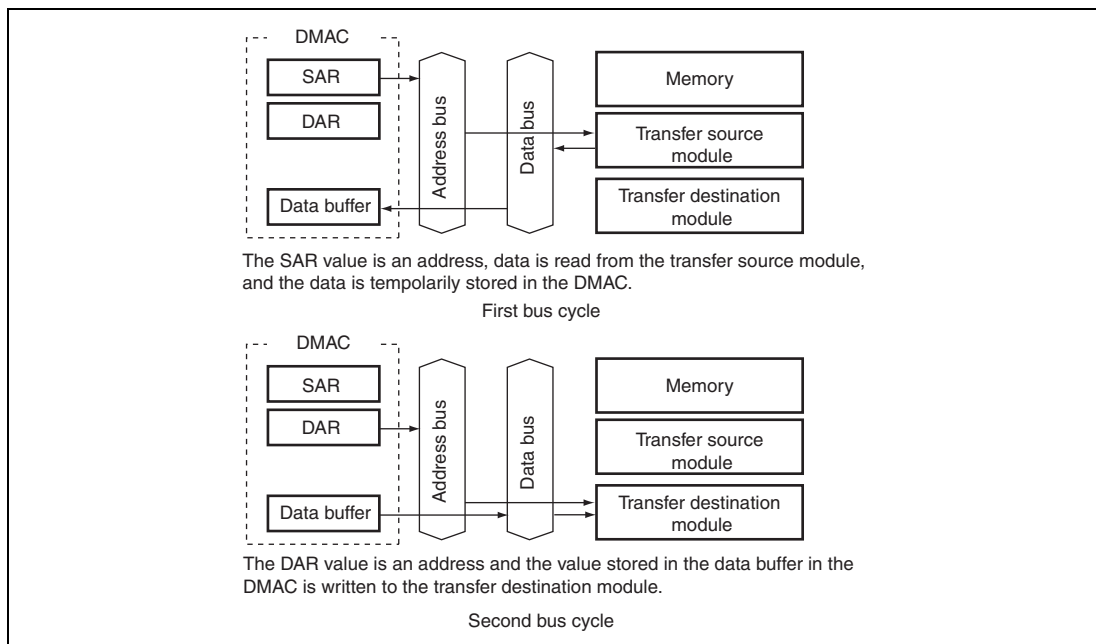 DMAC
SAR
DAR
Data buffer
Address bus
Data bus
Memory
Transfer source
module
Transfer destination
module
The SAR value is an address, data is read from the transfer source module,
and the data is tempolarily stored in the DMAC.
First bus cycle
DMAC
SAR
DAR
Data buffer
Address bus
Data bus
Memory
Transfer source
module
Transfer destination
module
The DAR value is an address and the value stored in the data buffer in the
DMAC is written to the transfer destination module.
Second bus cycle